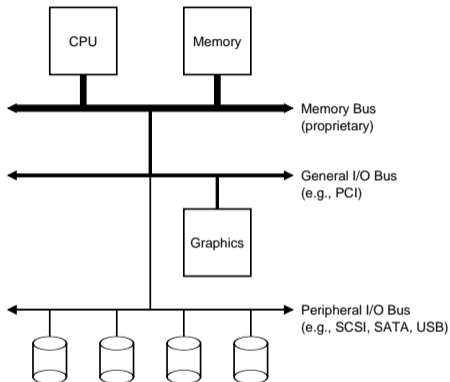 CPU
Memory
Memory Bus
(proprietary)
General I/O Bus
(e.g., PCI)
Graphics
Peripheral I/O Bus
(e.g., SCSI, SATA, USB)